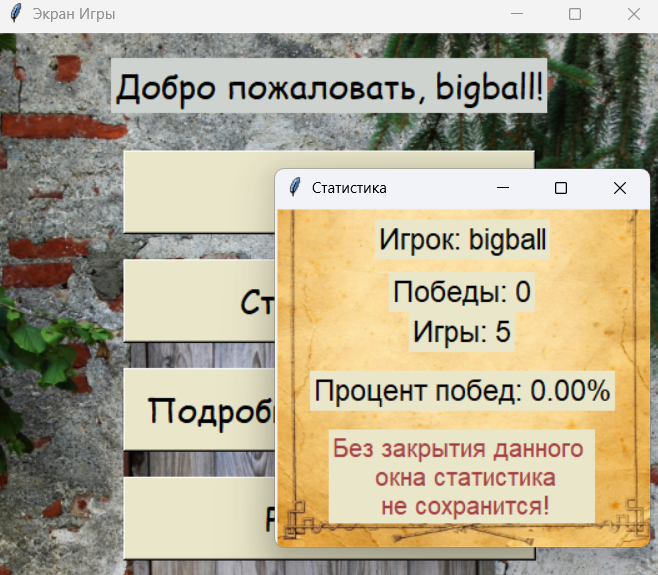 Экран Игры
Добро пожаловать, bigball!
Статистика
Игрок: bigball
Победы: 0
Игры: 5
Процент побед: 0.00%
Без закрытия данного
окна статистика
не сохранится!